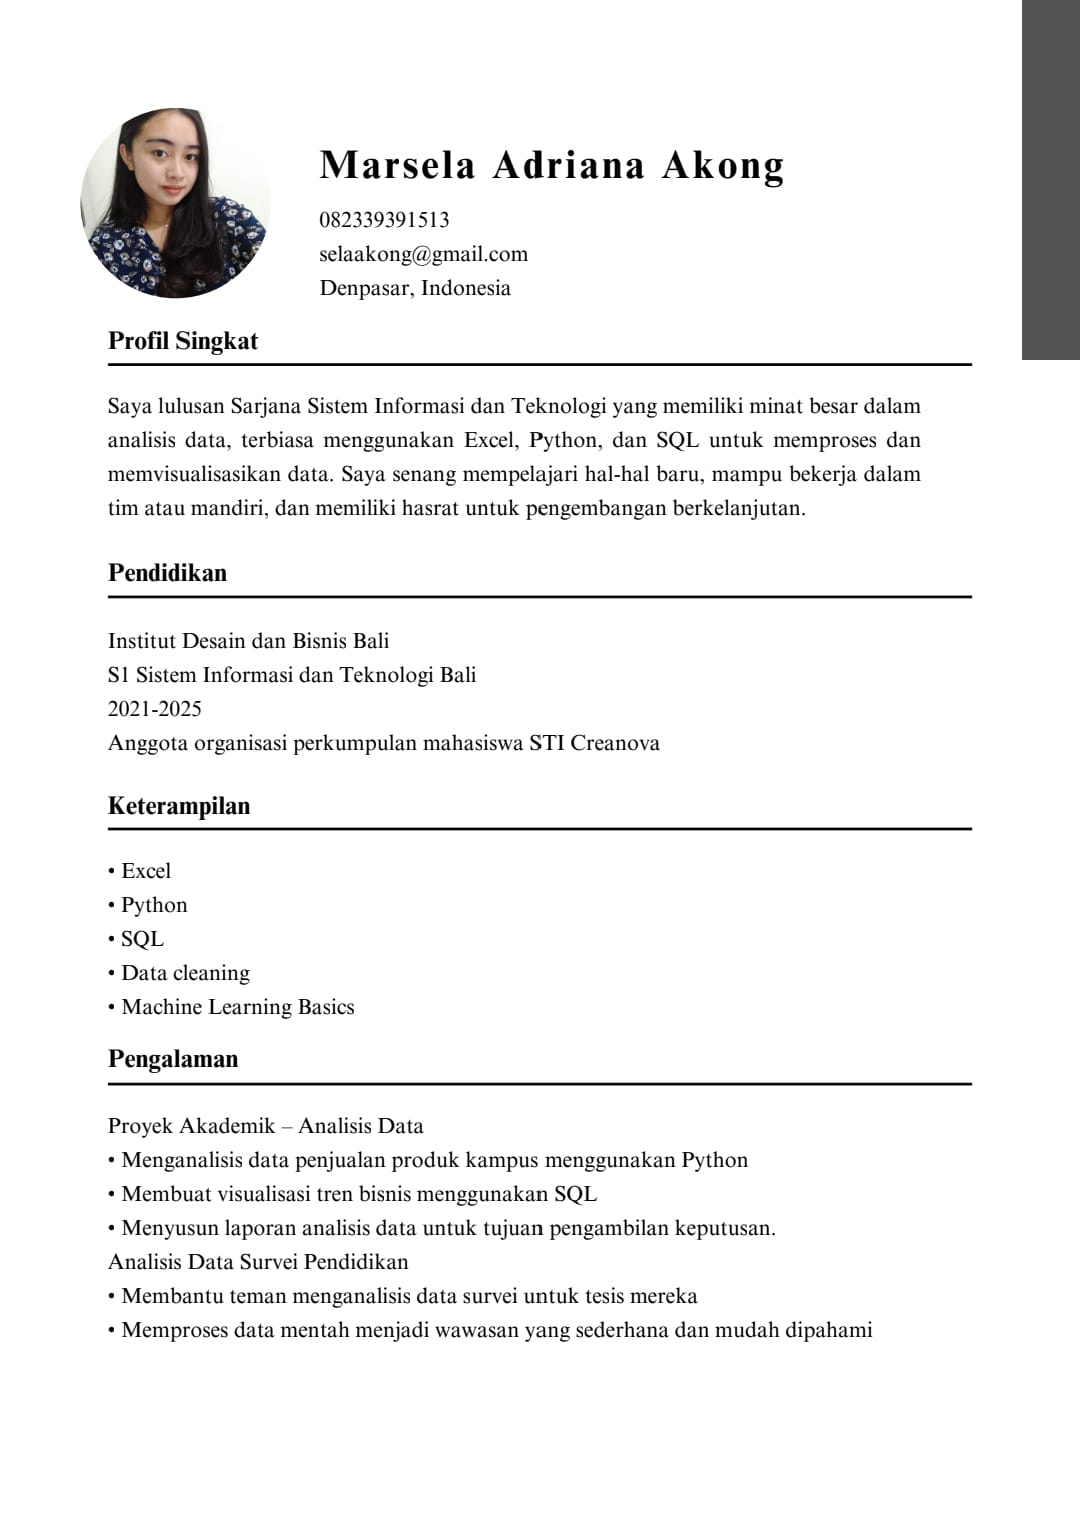 Marsela Adriana Akong
082339391513
selaakong@gmail.com
Denpasar, Indonesia
Profil Singkat
Saya lulusan Sarjana Sistem Informasi dan Teknologi yang memiliki minat besar dalam
analisis data, terbiasa menggunakan Excel, Python, dan SQL untuk memproses dan
memvisualisasikan data. Saya senang mempelajari hal-hal baru, mampu bekerja dalam
tim atau mandiri, dan memiliki hasrat untuk pengembangan berkelanjutan.
Pendidikan
Institut Desain dan Bisnis Bali
S1 Sistem Informasi dan Teknologi Bali
2021-2025
Anggota organisasi perkumpulan mahasiswa STI Creanova
Keterampilan
• Excel
• Python
• SQL
• Data cleaning
• Machine Learning Basics
Pengalaman
Proyek Akademik – Analisis Data
• Menganalisis data penjualan produk kampus menggunakan Python
• Membuat visualisasi tren bisnis menggunakan SQL
• Menyusun laporan analisis data untuk tujuan pengambilan keputusan.
Analisis Data Survei Pendidikan
• Membantu teman menganalisis data survei untuk tesis mereka
• Memproses data mentah menjadi wawasan yang sederhana dan mudah dipahami